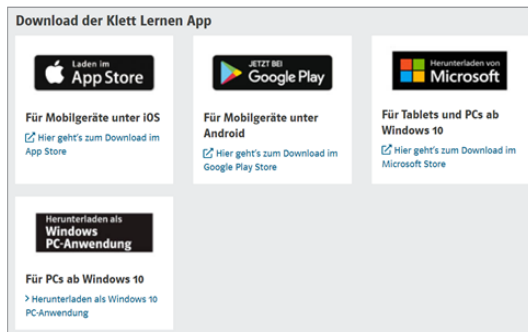 Download der Klett Lernen App
Laden im
App Store
Für Mobilgeräte unter iOS
Hier geht's zum Download im
App Store
JETZT BEI
Google Play
Für Mobilgeräte unter
Android
Hier geht's zum Download im
Google Play Store
Herunterladen von
Microsoft
Für Tablets und PCs ab
Windows 10
Hier geht's zum Download im
Microsoft Store
Herunterladen als
Windows
PC-Anwendung
Für PCs ab Windows 10
Herunterladen als Windows 10
PC-Anwendung